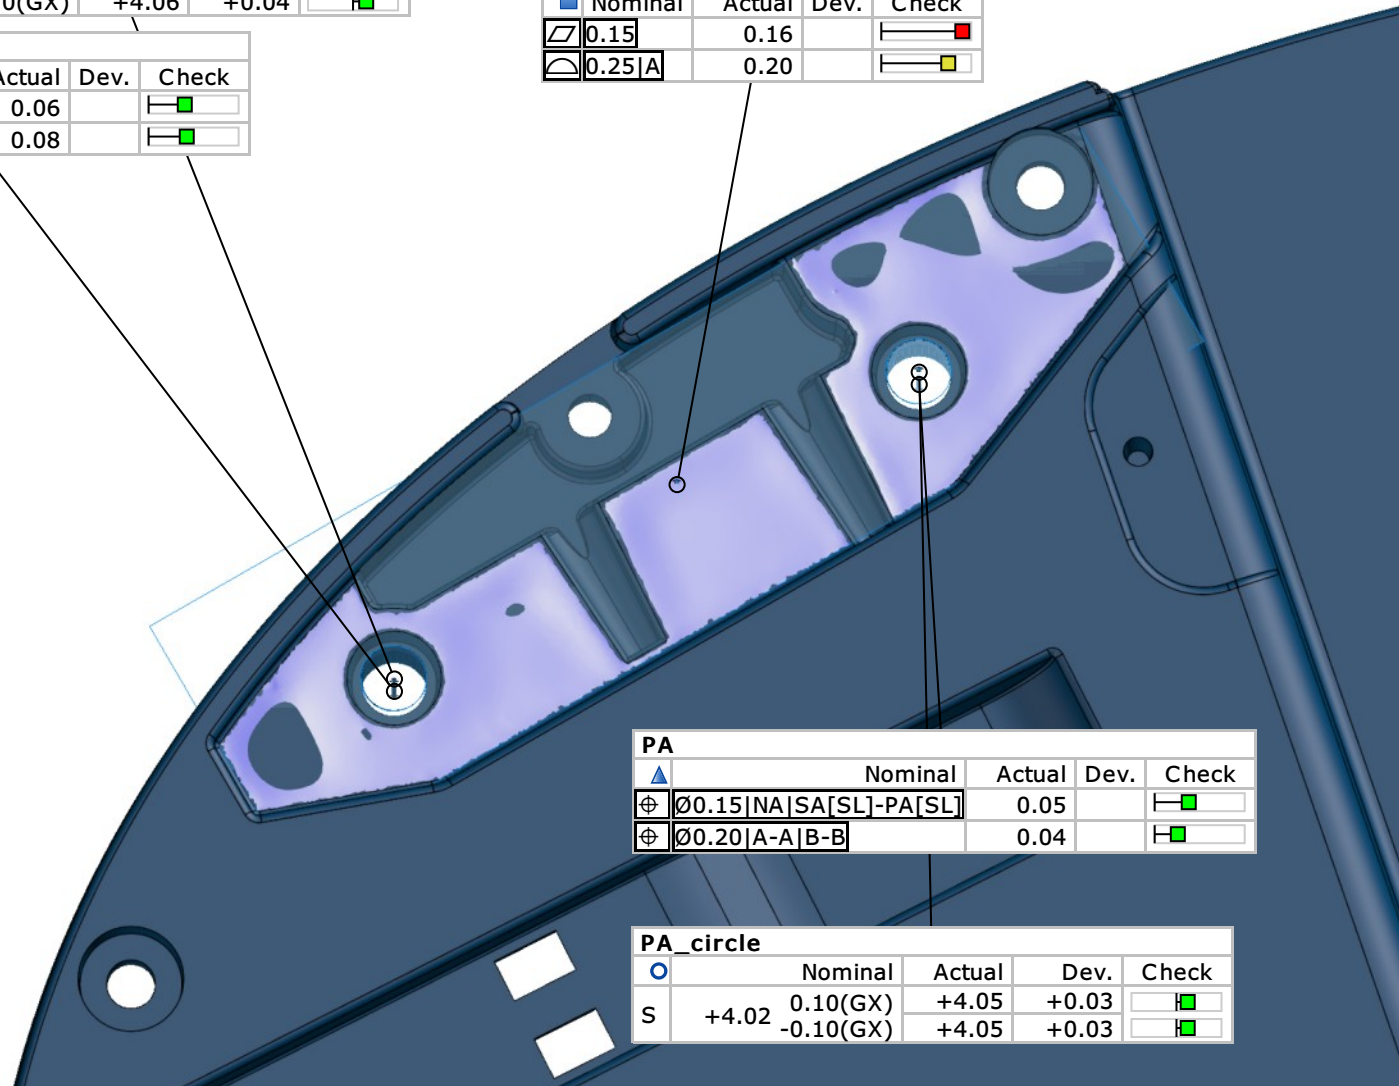 0(GX) +4.06 +0.04
Actual Dev. Check
0.06
0.08
Nominal Actual Dev. Check
0.15 0.16
0.25|A 0.20
PA
Nominal Actual Dev. Check
Ø0.15|NA|SA[SL]-PA[SL] 0.05
Ø0.20|A-A|B-B 0.04
PA_circle
Nominal Actual Dev. Check
S +4.02 0.10(GX) +4.05 +0.03
-0.10(GX) +4.05 +0.03